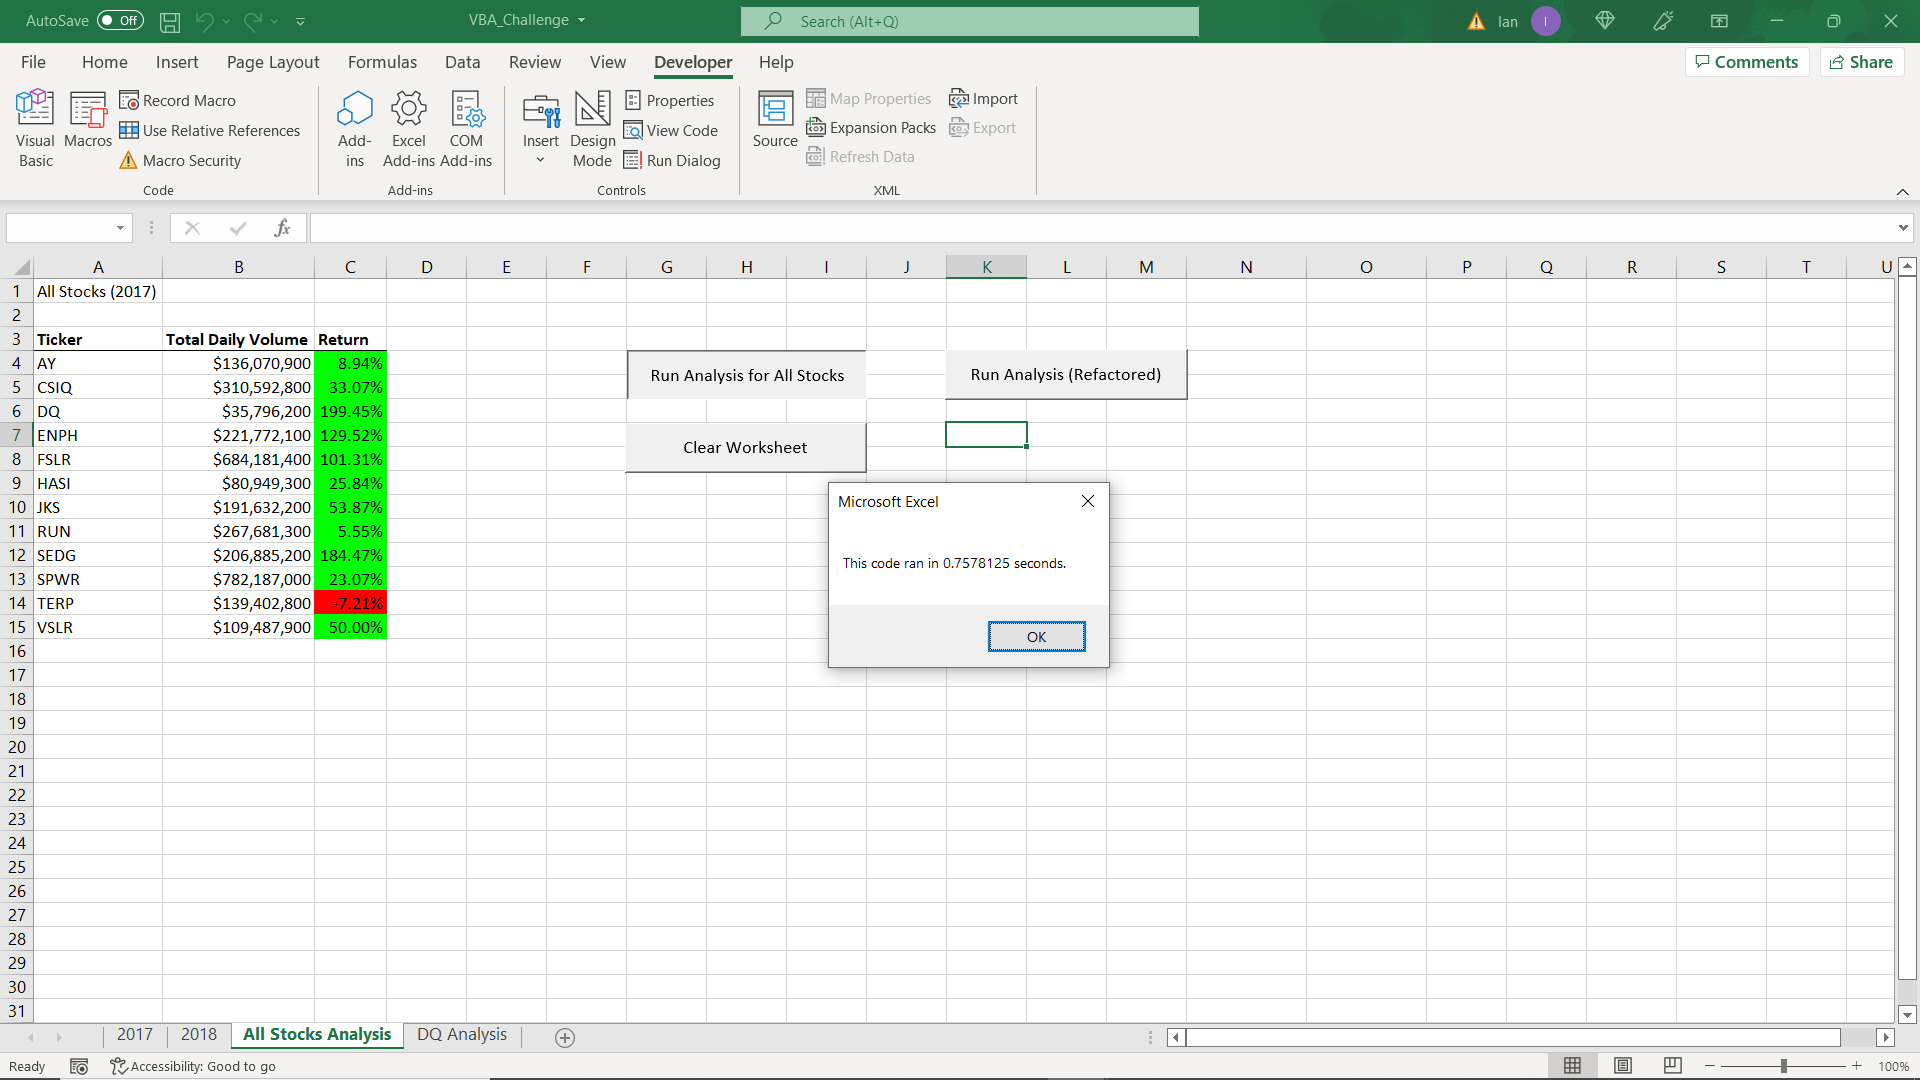 AutoSave Off VBA_Challenge Search (Alt+Q) Ian I
File Home Insert Page Layout Formulas Data Review View Developer Help Comments Share
Visual Basic
Macros
Record Macro
Use Relative References
Macro Security
Code
Add-ins
Excel Add-ins
COM Add-ins
Add-ins
Insert
Design Mode
Properties
View Code
Run Dialog
Controls
Source
Map Properties
Expansion Packs
Refresh Data
Import
Export
XML
fx
A B C D E F G H I J K L M N O P Q R S T U
1 All Stocks (2017)
2
3 Ticker Total Daily Volume Return
4 AY $136,070,900 8.94%
5 CSIQ $310,592,800 33.07%
6 DQ $35,796,200 199.45%
7 ENPH $221,772,100 129.52%
8 FSLR $684,181,400 101.31%
9 HASI $80,949,300 25.84%
10 JKS $191,632,200 53.87%
11 RUN $267,681,300 5.55%
12 SEDG $206,885,200 184.47%
13 SPWR $782,187,000 23.07%
14 TERP $139,402,800 -7.21%
15 VSLR $109,487,900 50.00%
16
17
18
19
20
21
22
23
24
25
26
27
28
29
30
31
Run Analysis for All Stocks
Run Analysis (Refactored)
Clear Worksheet
Microsoft Excel
This code ran in 0.7578125 seconds.
OK
2017 2018 All Stocks Analysis DQ Analysis
Ready Accessibility: Good to go 100%